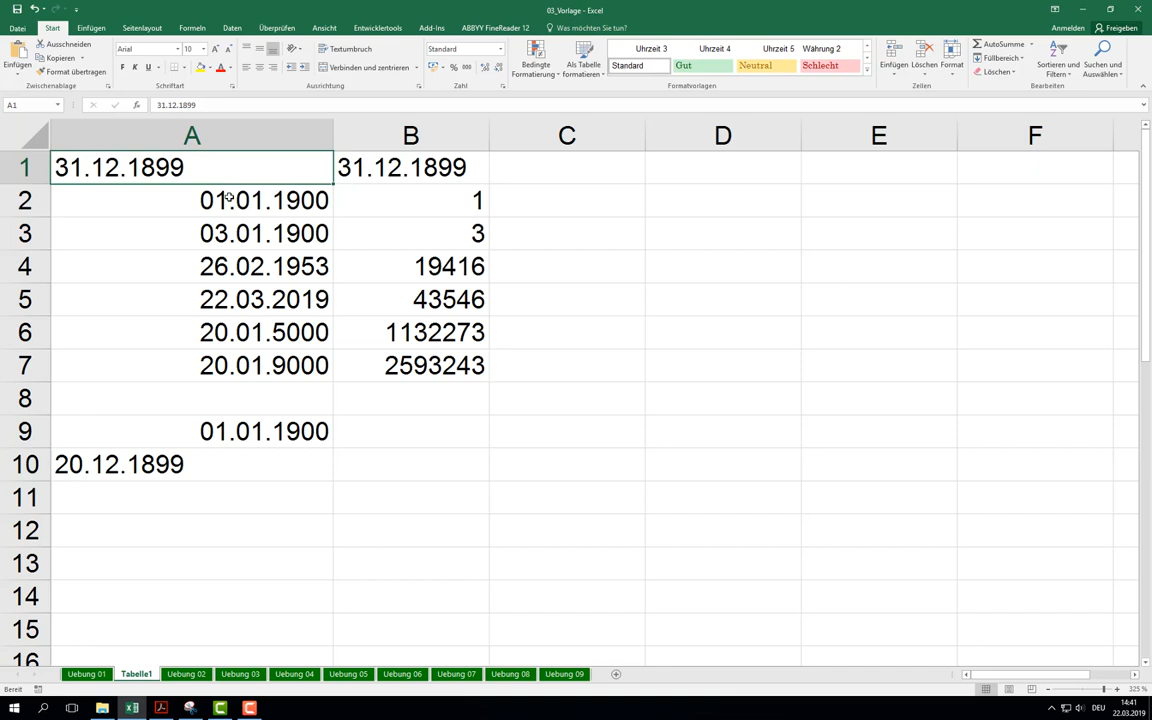 03_Vorlage - Excel
Datei Start Einfügen Seitenlayout Formeln Daten Überprüfen Ansicht Entwicklertools Add-Ins ABBYY FineReader 12 Was möchten Sie tun? Anmelden Freigeben
Einfügen
Ausschneiden
Kopieren
Format übertragen
Zwischenablage
Arial 10
F K U
Schriftart
Textumbruch
Verbinden und zentrieren
Ausrichtung
Standard
% 000
Zahl
Bedingte Formatierung
Als Tabelle formatieren
Uhrzeit 3 Uhrzeit 4 Uhrzeit 5 Währung 2
Standard Gut Neutral Schlecht
Formatvorlagen
Einfügen Löschen Format
Zellen
AutoSumme
Füllbereich
Löschen
Sortieren und Filtern
Suchen und Auswählen
Bearbeiten
A1 fx 31.12.1899
A B C D E F
1 31.12.1899 31.12.1899
2 01.01.1900 1
3 03.01.1900 3
4 26.02.1953 19416
5 22.03.2019 43546
6 20.01.5000 1132273
7 20.01.9000 2593243
8
9 01.01.1900
10 20.12.1899
11
12
13
14
15
16
Uebung 01 Tabelle1 Uebung 02 Uebung 03 Uebung 04 Uebung 05 Uebung 06 Uebung 07 Uebung 08 Uebung 09
Bereit 325 %
DEU 14:41
22.03.2019